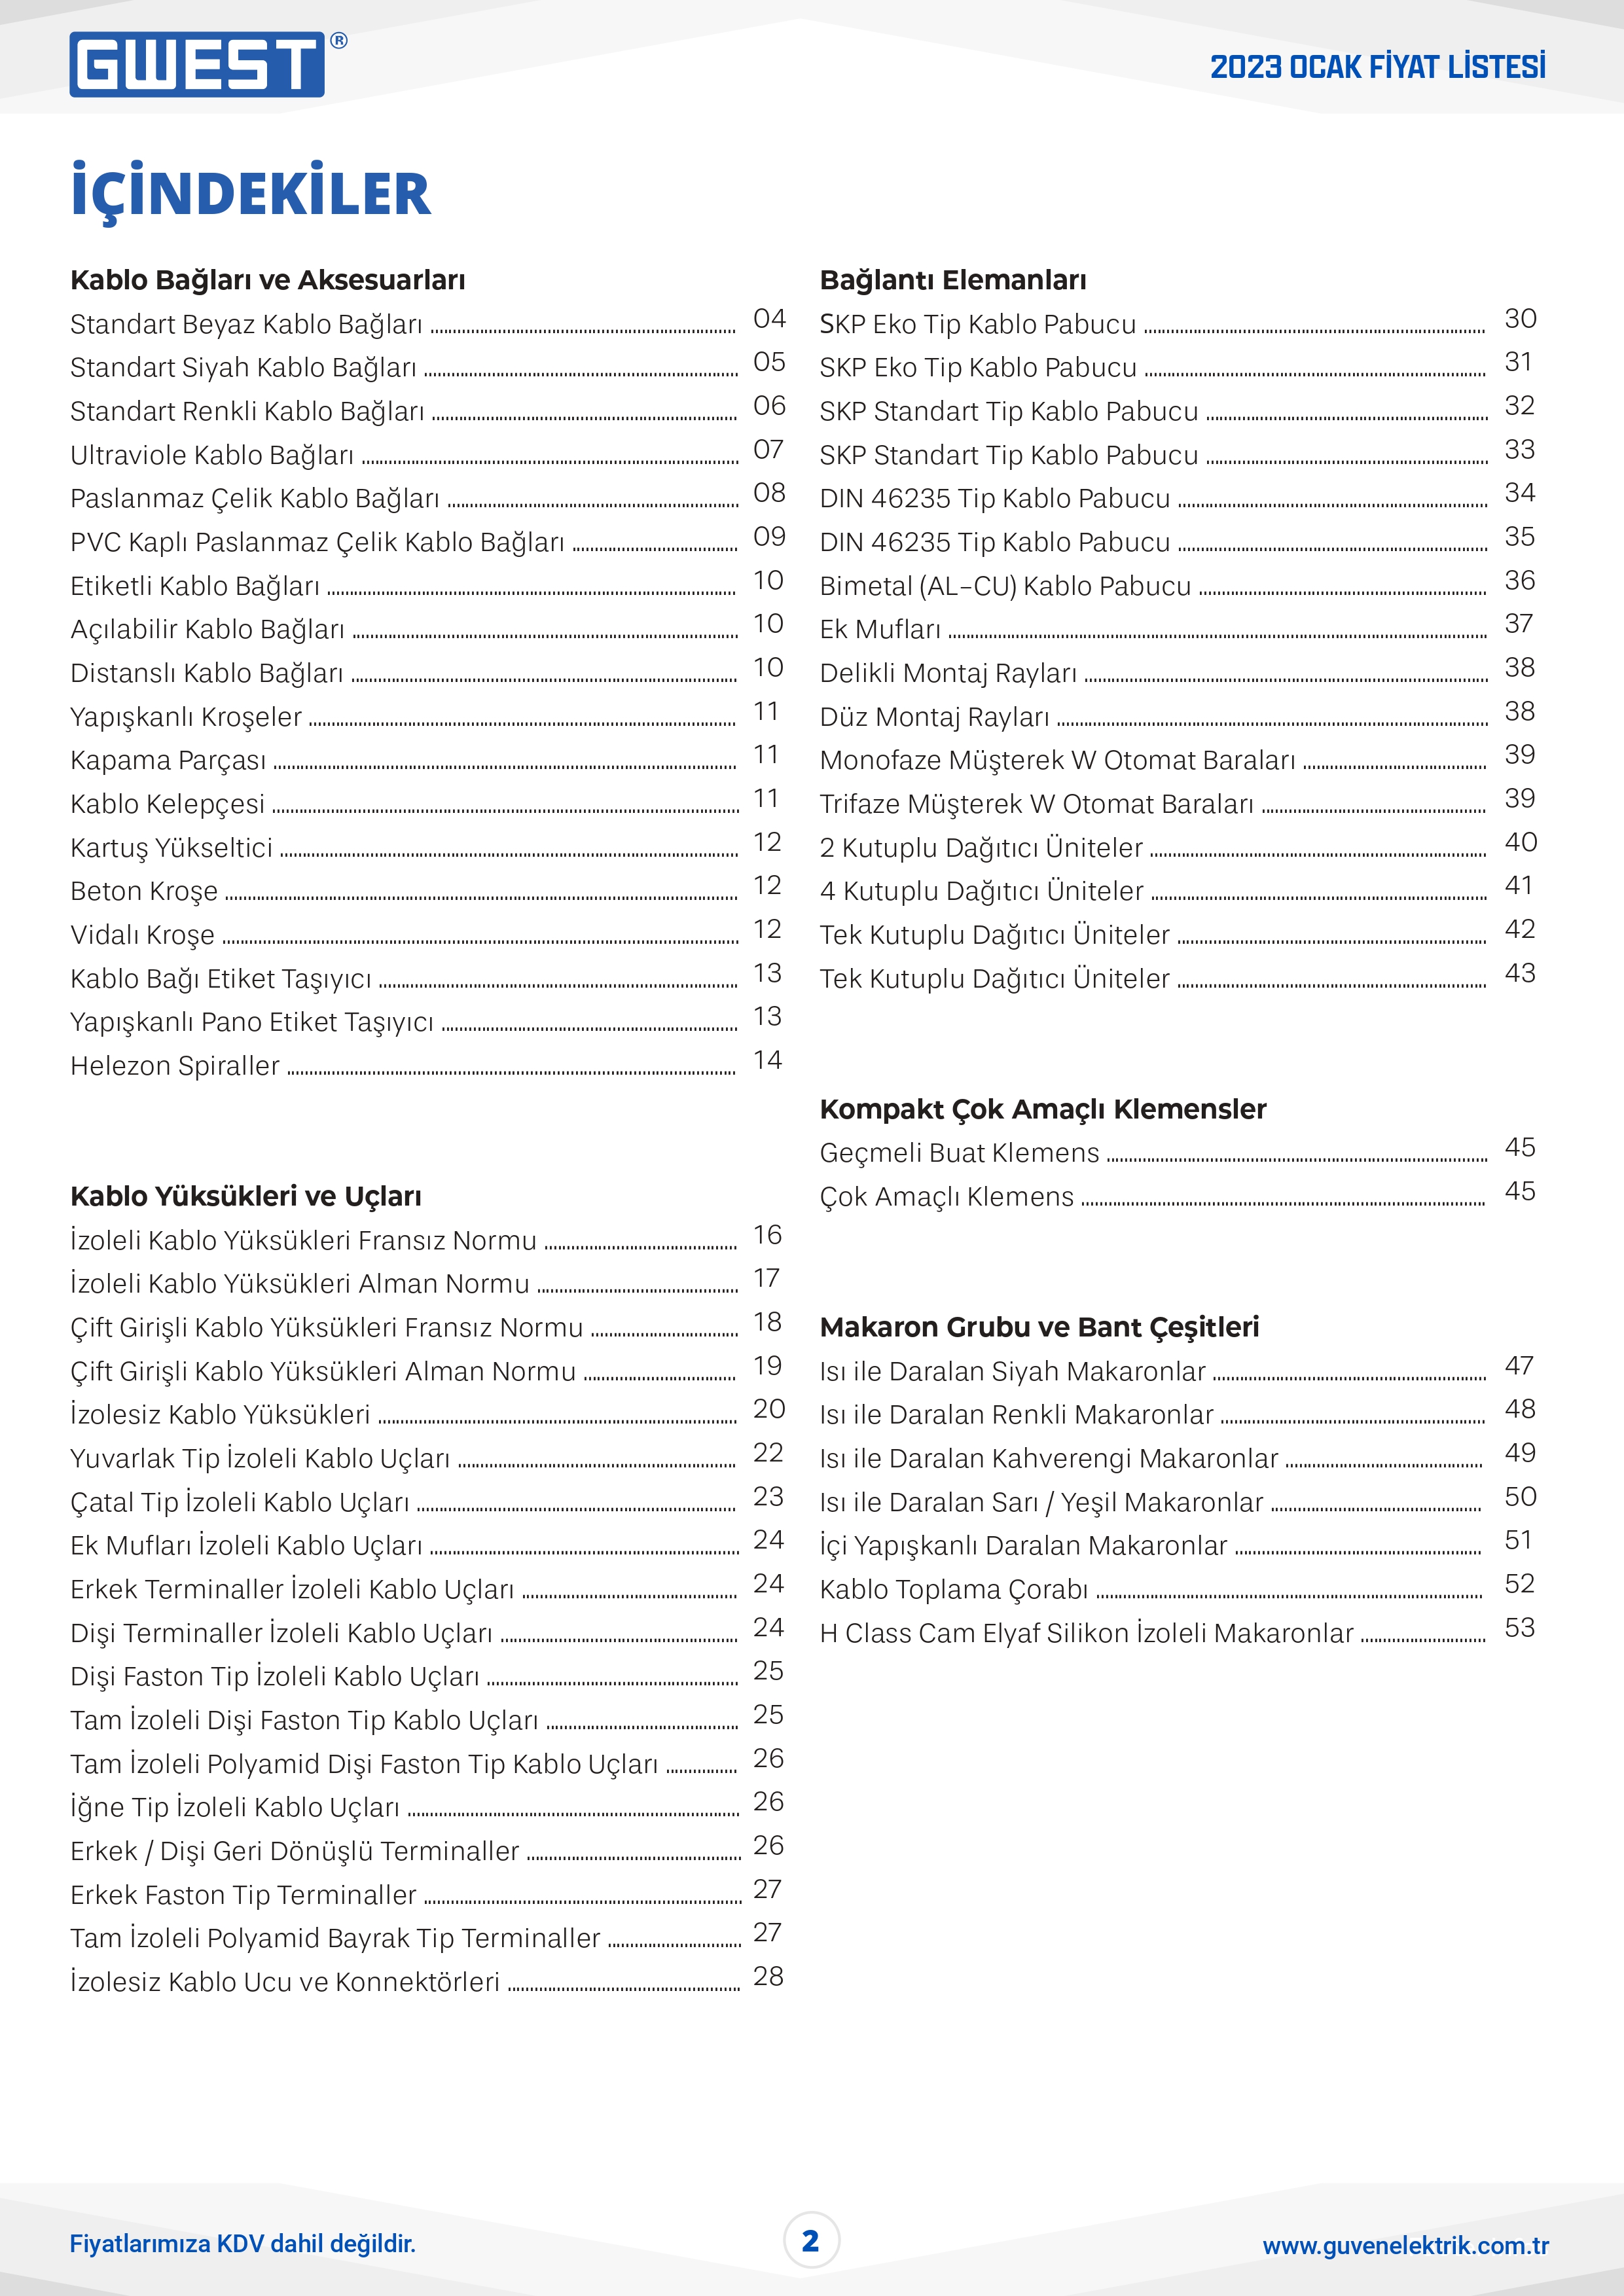 GWEST®
2023 OCAK FİYAT LİSTESİ
İÇİNDEKİLER
Kablo Bağları ve Aksesuarları
Standart Beyaz Kablo Bağları 04
Standart Siyah Kablo Bağları 05
Standart Renkli Kablo Bağları 06
Ultraviole Kablo Bağları 07
Paslanmaz Çelik Kablo Bağları 08
PVC Kaplı Paslanmaz Çelik Kablo Bağları 09
Etiketli Kablo Bağları 10
Açılabilir Kablo Bağları 10
Distanslı Kablo Bağları 10
Yapışkanlı Kroşeler 11
Kapama Parçası 11
Kablo Kelepçesi 11
Kartuş Yükseltici 12
Beton Kroşe 12
Vidalı Kroşe 12
Kablo Bağı Etiket Taşıyıcı 13
Yapışkanlı Pano Etiket Taşıyıcı 13
Helezon Spiraller 14
Kablo Yüksükleri ve Uçları
İzoleli Kablo Yüksükleri Fransız Normu 16
İzoleli Kablo Yüksükleri Alman Normu 17
Çift Girişli Kablo Yüksükleri Fransız Normu 18
Çift Girişli Kablo Yüksükleri Alman Normu 19
İzolesiz Kablo Yüksükleri 20
Yuvarlak Tip İzoleli Kablo Uçları 22
Çatal Tip İzoleli Kablo Uçları 23
Ek Mufları İzoleli Kablo Uçları 24
Erkek Terminaller İzoleli Kablo Uçları 24
Dişi Terminaller İzoleli Kablo Uçları 24
Dişi Faston Tip İzoleli Kablo Uçları 25
Tam İzoleli Dişi Faston Tip Kablo Uçları 25
Tam İzoleli Polyamid Dişi Faston Tip Kablo Uçları 26
İğne Tip İzoleli Kablo Uçları 26
Erkek / Dişi Geri Dönüşlü Terminaller 26
Erkek Faston Tip Terminaller 27
Tam İzoleli Polyamid Bayrak Tip Terminaller 27
İzolesiz Kablo Ucu ve Konnektörleri 28
Bağlantı Elemanları
SKP Eko Tip Kablo Pabucu 30
SKP Eko Tip Kablo Pabucu 31
SKP Standart Tip Kablo Pabucu 32
SKP Standart Tip Kablo Pabucu 33
DIN 46235 Tip Kablo Pabucu 34
DIN 46235 Tip Kablo Pabucu 35
Bimetal (AL-CU) Kablo Pabucu 36
Ek Mufları 37
Delikli Montaj Rayları 38
Düz Montaj Rayları 38
Monofaze Müşterek W Otomat Baraları 39
Trifaze Müşterek W Otomat Baraları 39
2 Kutuplu Dağıtıcı Üniteler 40
4 Kutuplu Dağıtıcı Üniteler 41
Tek Kutuplu Dağıtıcı Üniteler 42
Tek Kutuplu Dağıtıcı Üniteler 43
Kompakt Çok Amaçlı Klemensler
Geçmeli Buat Klemens 45
Çok Amaçlı Klemens 45
Makaron Grubu ve Bant Çeşitleri
Isı ile Daralan Siyah Makaronlar 47
Isı ile Daralan Renkli Makaronlar 48
Isı ile Daralan Kahverengi Makaronlar 49
Isı ile Daralan Sarı / Yeşil Makaronlar 50
İçi Yapışkanlı Daralan Makaronlar 51
Kablo Toplama Çorabı 52
H Class Cam Elyaf Silikon İzoleli Makaronlar 53
Fiyatlarımıza KDV dahil değildir.
2
www.guvenelektrik.com.tr